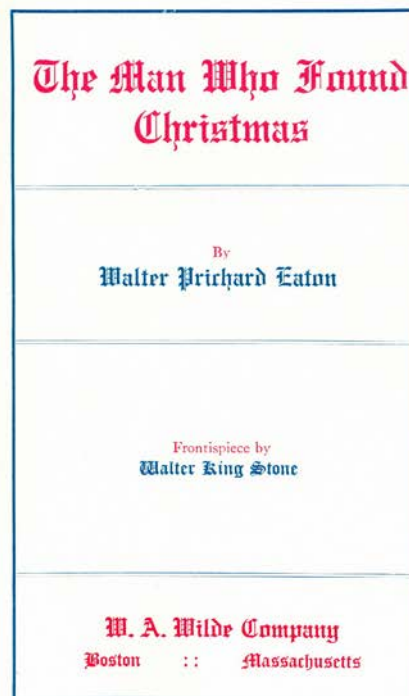 The Man Who Found
Christmas
By
Walter Prichard Eaton
Frontispiece by
Walter King Stone
W. A. Wilde Company
Boston :: Massachusetts